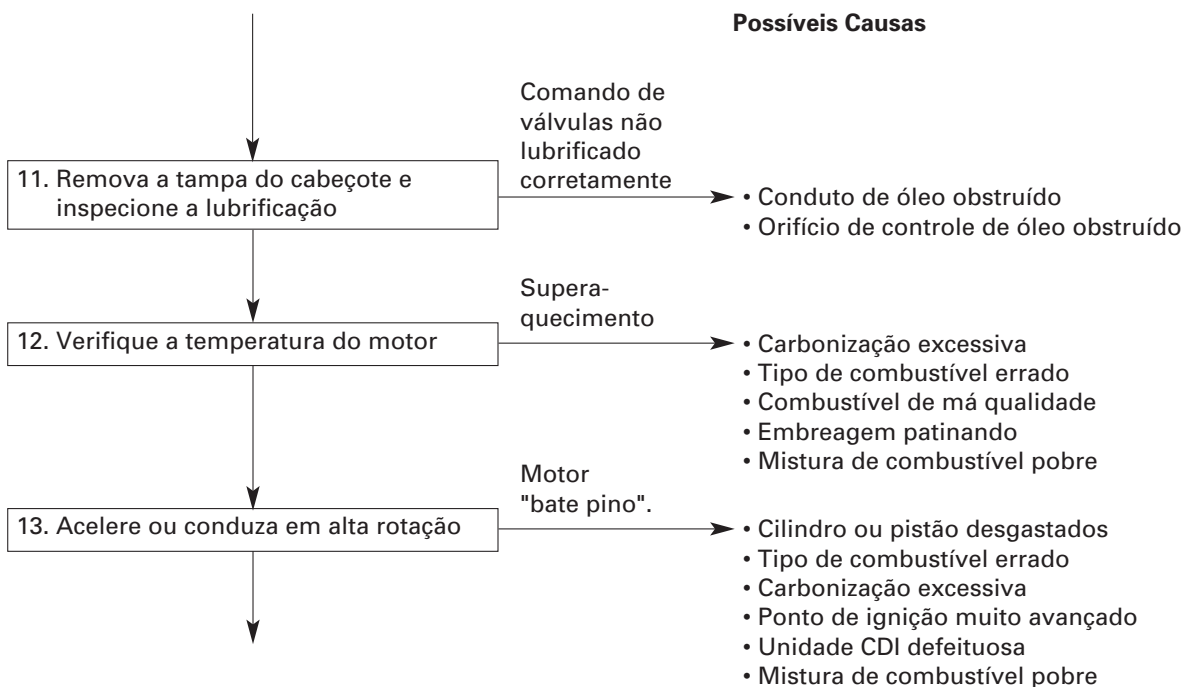 Possíveis Causas
Comando de
válvulas não
lubrificado
corretamente
11. Remova a tampa do cabeçote e
inspecione a lubrificação
• Conduto de óleo obstruído
• Orifício de controle de óleo obstruído
Supera-
quecimento
12. Verifique a temperatura do motor
• Carbonização excessiva
• Tipo de combustível errado
• Combustível de má qualidade
• Embreagem patinando
• Mistura de combustível pobre
Motor
"bate pino".
13. Acelere ou conduza em alta rotação
• Cilindro ou pistão desgastados
• Tipo de combustível errado
• Carbonização excessiva
• Ponto de ignição muito avançado
• Unidade CDI defeituosa
• Mistura de combustível pobre